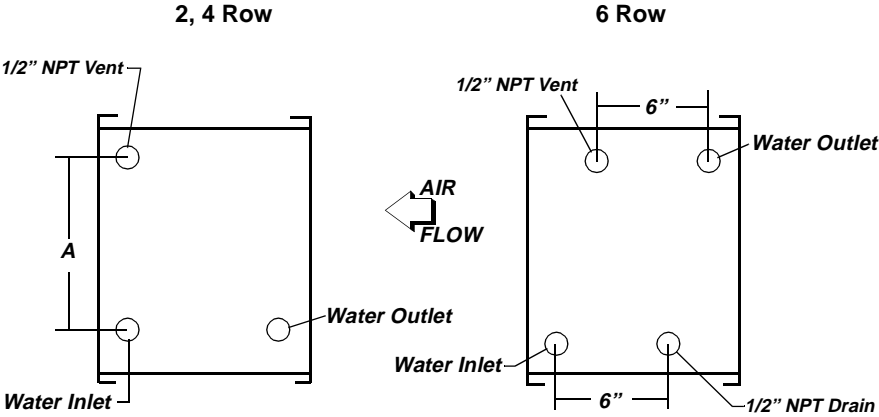 2, 4 Row
1/2” NPT Vent
A
Water Outlet
Water Inlet
AIR
FLOW
6 Row
1/2” NPT Vent
6”
Water Outlet
Water Inlet
6”
1/2” NPT Drain